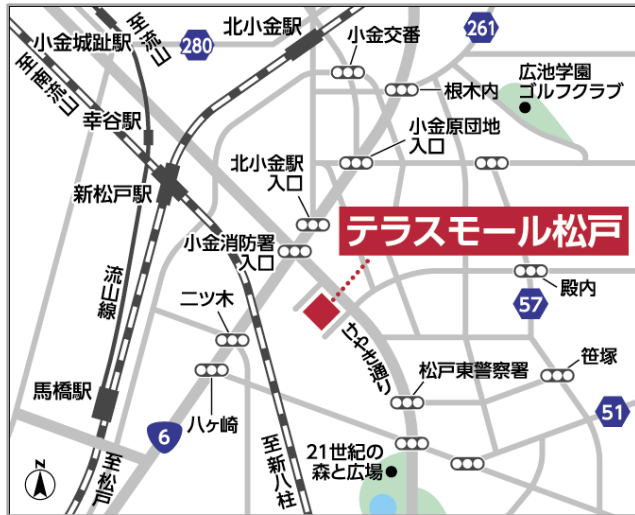 北小金駅
至流山
小金城趾駅
280
261
小金交番
至南流山
広池学園
ゴルフクラブ
根木内
幸谷駅
小金原団地
入口
北小金駅
入口
新松戸駅
テラスモール松戸
小金消防署
入口
流山線
二ツ木
殿内
57
けやき通り
笹塚
松戸東警察署
馬橋駅
八ヶ崎
51
6
至新八柱
21世紀の
森と広場
至松戸
N